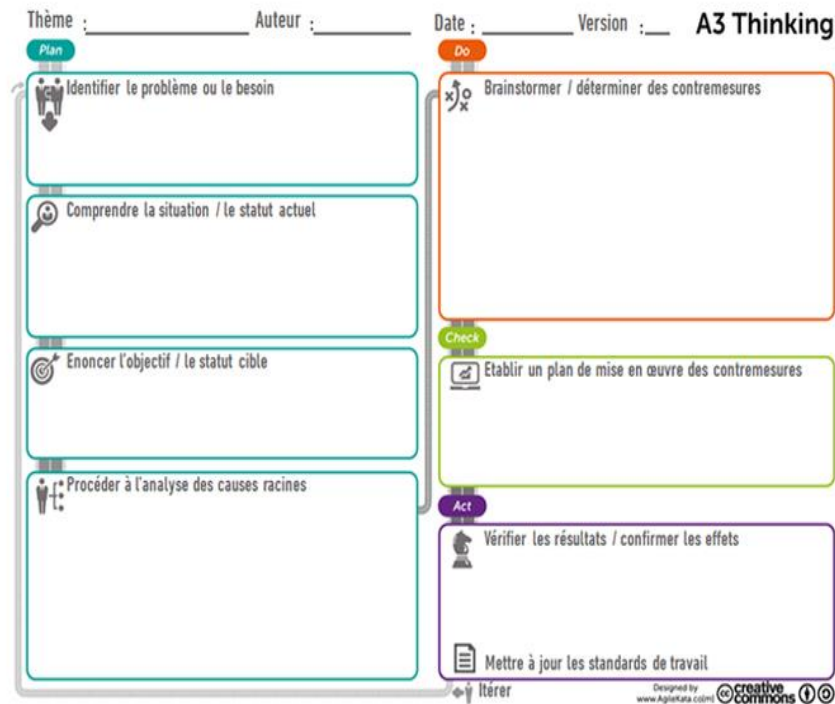 Thème : Auteur : Date : Version : A3 Thinking
Plan
Identifier le problème ou le besoin
Comprendre la situation / le statut actuel
Enoncer l'objectif / le statut cible
Procéder à l'analyse des causes racines
Do
Brainstormer / déterminer des contremesures
Check
Etablir un plan de mise en œuvre des contremesures
Act
Vérifier les résultats / confirmer les effets
Mettre à jour les standards de travail
Itérer
Designed by
www.AgileKata.co(m)
cc creative
commons